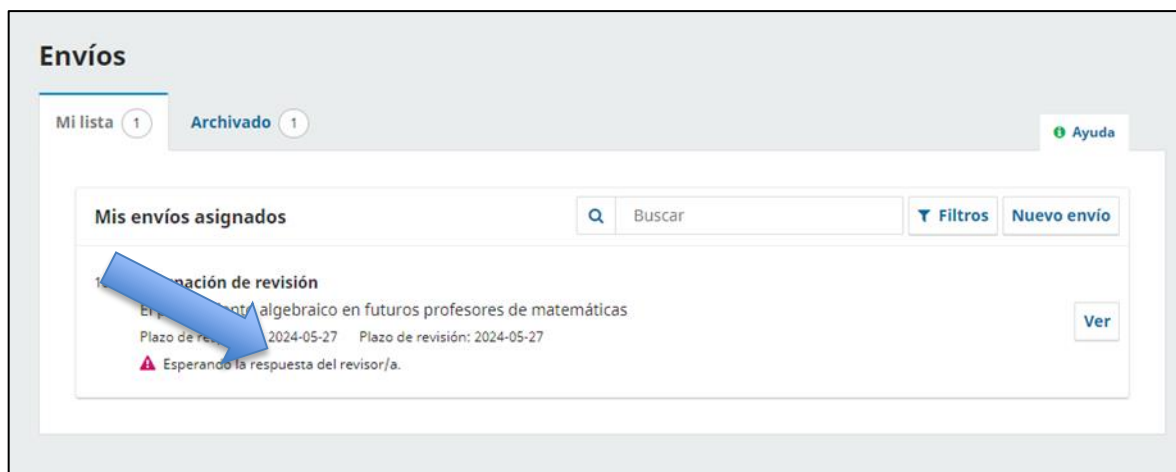 Envíos
Mi lista 1 Archivado 1
Ayuda
Mis envíos asignados Buscar Filtros Nuevo envío
de revisión
algebraico en futuros profesores de matemáticas
Ver
Plazo de 2024-05-27 Plazo de revisión: 2024-05-27
Esperando la respuesta del revisor/a.